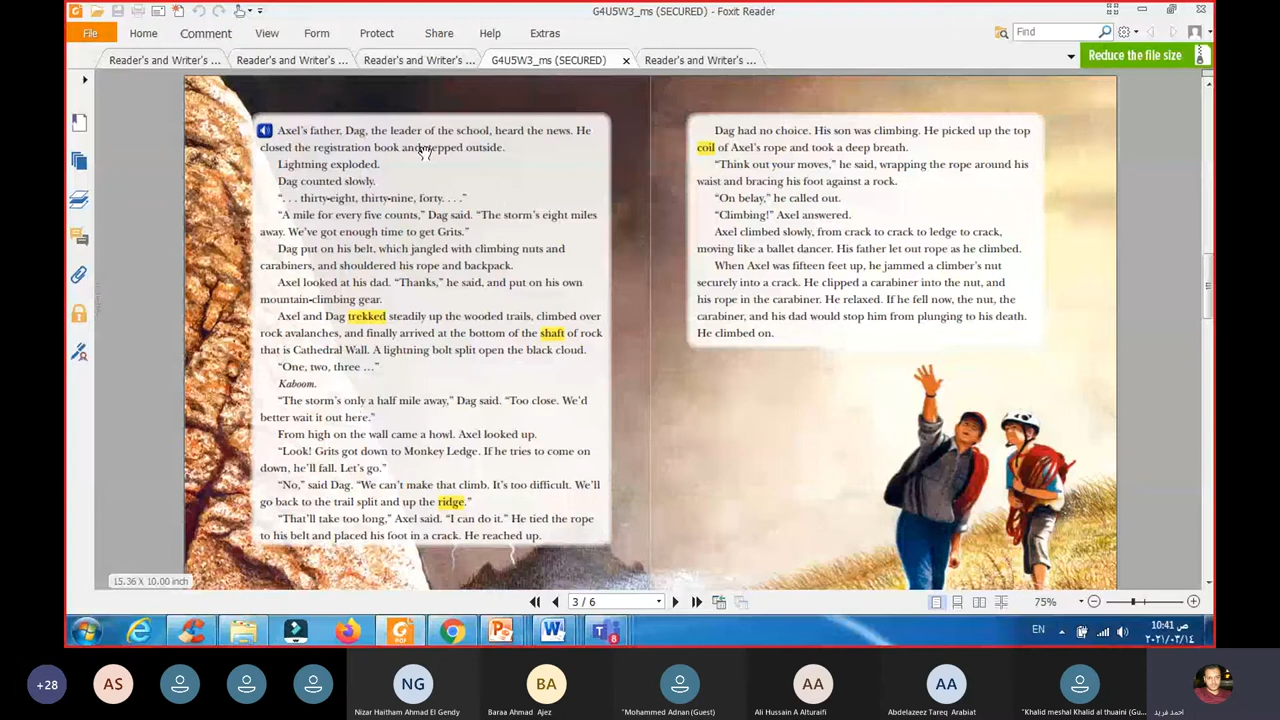 G4U5W3_ms (SECURED) - Foxit Reader
File Home Comment View Form Protect Share Help Extras
Find
Reader's and Writer's ... Reader's and Writer's ... Reader's and Writer's ... G4U5W3_ms (SECURED) Reader's and Writer's ...
Reduce the file size
Axel's father, Dag, the leader of the school, heard the news. He
closed the registration book and stepped outside.
Lightning exploded.
Dag counted slowly.
“. . . thirty-eight, thirty-nine, forty. . . .”
“A mile for every five counts,” Dag said. “The storm's eight miles
away. We've got enough time to get Grits.”
Dag put on his belt, which jangled with climbing nuts and
carabiners, and shouldered his rope and backpack.
Axel looked at his dad. “Thanks,” he said, and put on his own
mountain-climbing gear.
Axel and Dag trekked steadily up the wooded trails, climbed over
rock avalanches, and finally arrived at the bottom of the shaft of rock
that is Cathedral Wall. A lightning bolt split open the black cloud.
“One, two, three ...”
Kaboom.
“The storm's only a half mile away,” Dag said. “Too close. We'd
better wait it out here.”
From high on the wall came a howl. Axel looked up.
“Look! Grits got down to Monkey Ledge. If he tries to come on
down, he'll fall. Let's go.”
“No,” said Dag. “We can't make that climb. It's too difficult. We'll
go back to the trail split and up the ridge.”
“That'll take too long,” Axel said. “I can do it.” He tied the rope
to his belt and placed his foot in a crack. He reached up.
Dag had no choice. His son was climbing. He picked up the top
coil of Axel's rope and took a deep breath.
“Think out your moves,” he said, wrapping the rope around his
waist and bracing his foot against a rock.
“On belay,” he called out.
“Climbing!” Axel answered.
Axel climbed slowly, from crack to crack to ledge to crack,
moving like a ballet dancer. His father let out rope as he climbed.
When Axel was fifteen feet up, he jammed a climber's nut
securely into a crack. He clipped a carabiner into the nut, and
his rope in the carabiner. He relaxed. If he fell now, the nut, the
carabiner, and his dad would stop him from plunging to his death.
He climbed on.
15.36 X 10.00 inch
3 / 6
75%
EN
10:41 ص
٢٠٢١/٠٣/١٤
8
+28
AS
NG
BA
AA
AA
Nizar Haitham Ahmad El Gendy
Baraa Ahmad Ajez
"Mohammed Adnan(Guest)
Ali Hussain A Alturaifi
Abdelazeez Tareq Arabiat
"Khalid meshal Khalid al thuaini (Gu...
احمد فريد